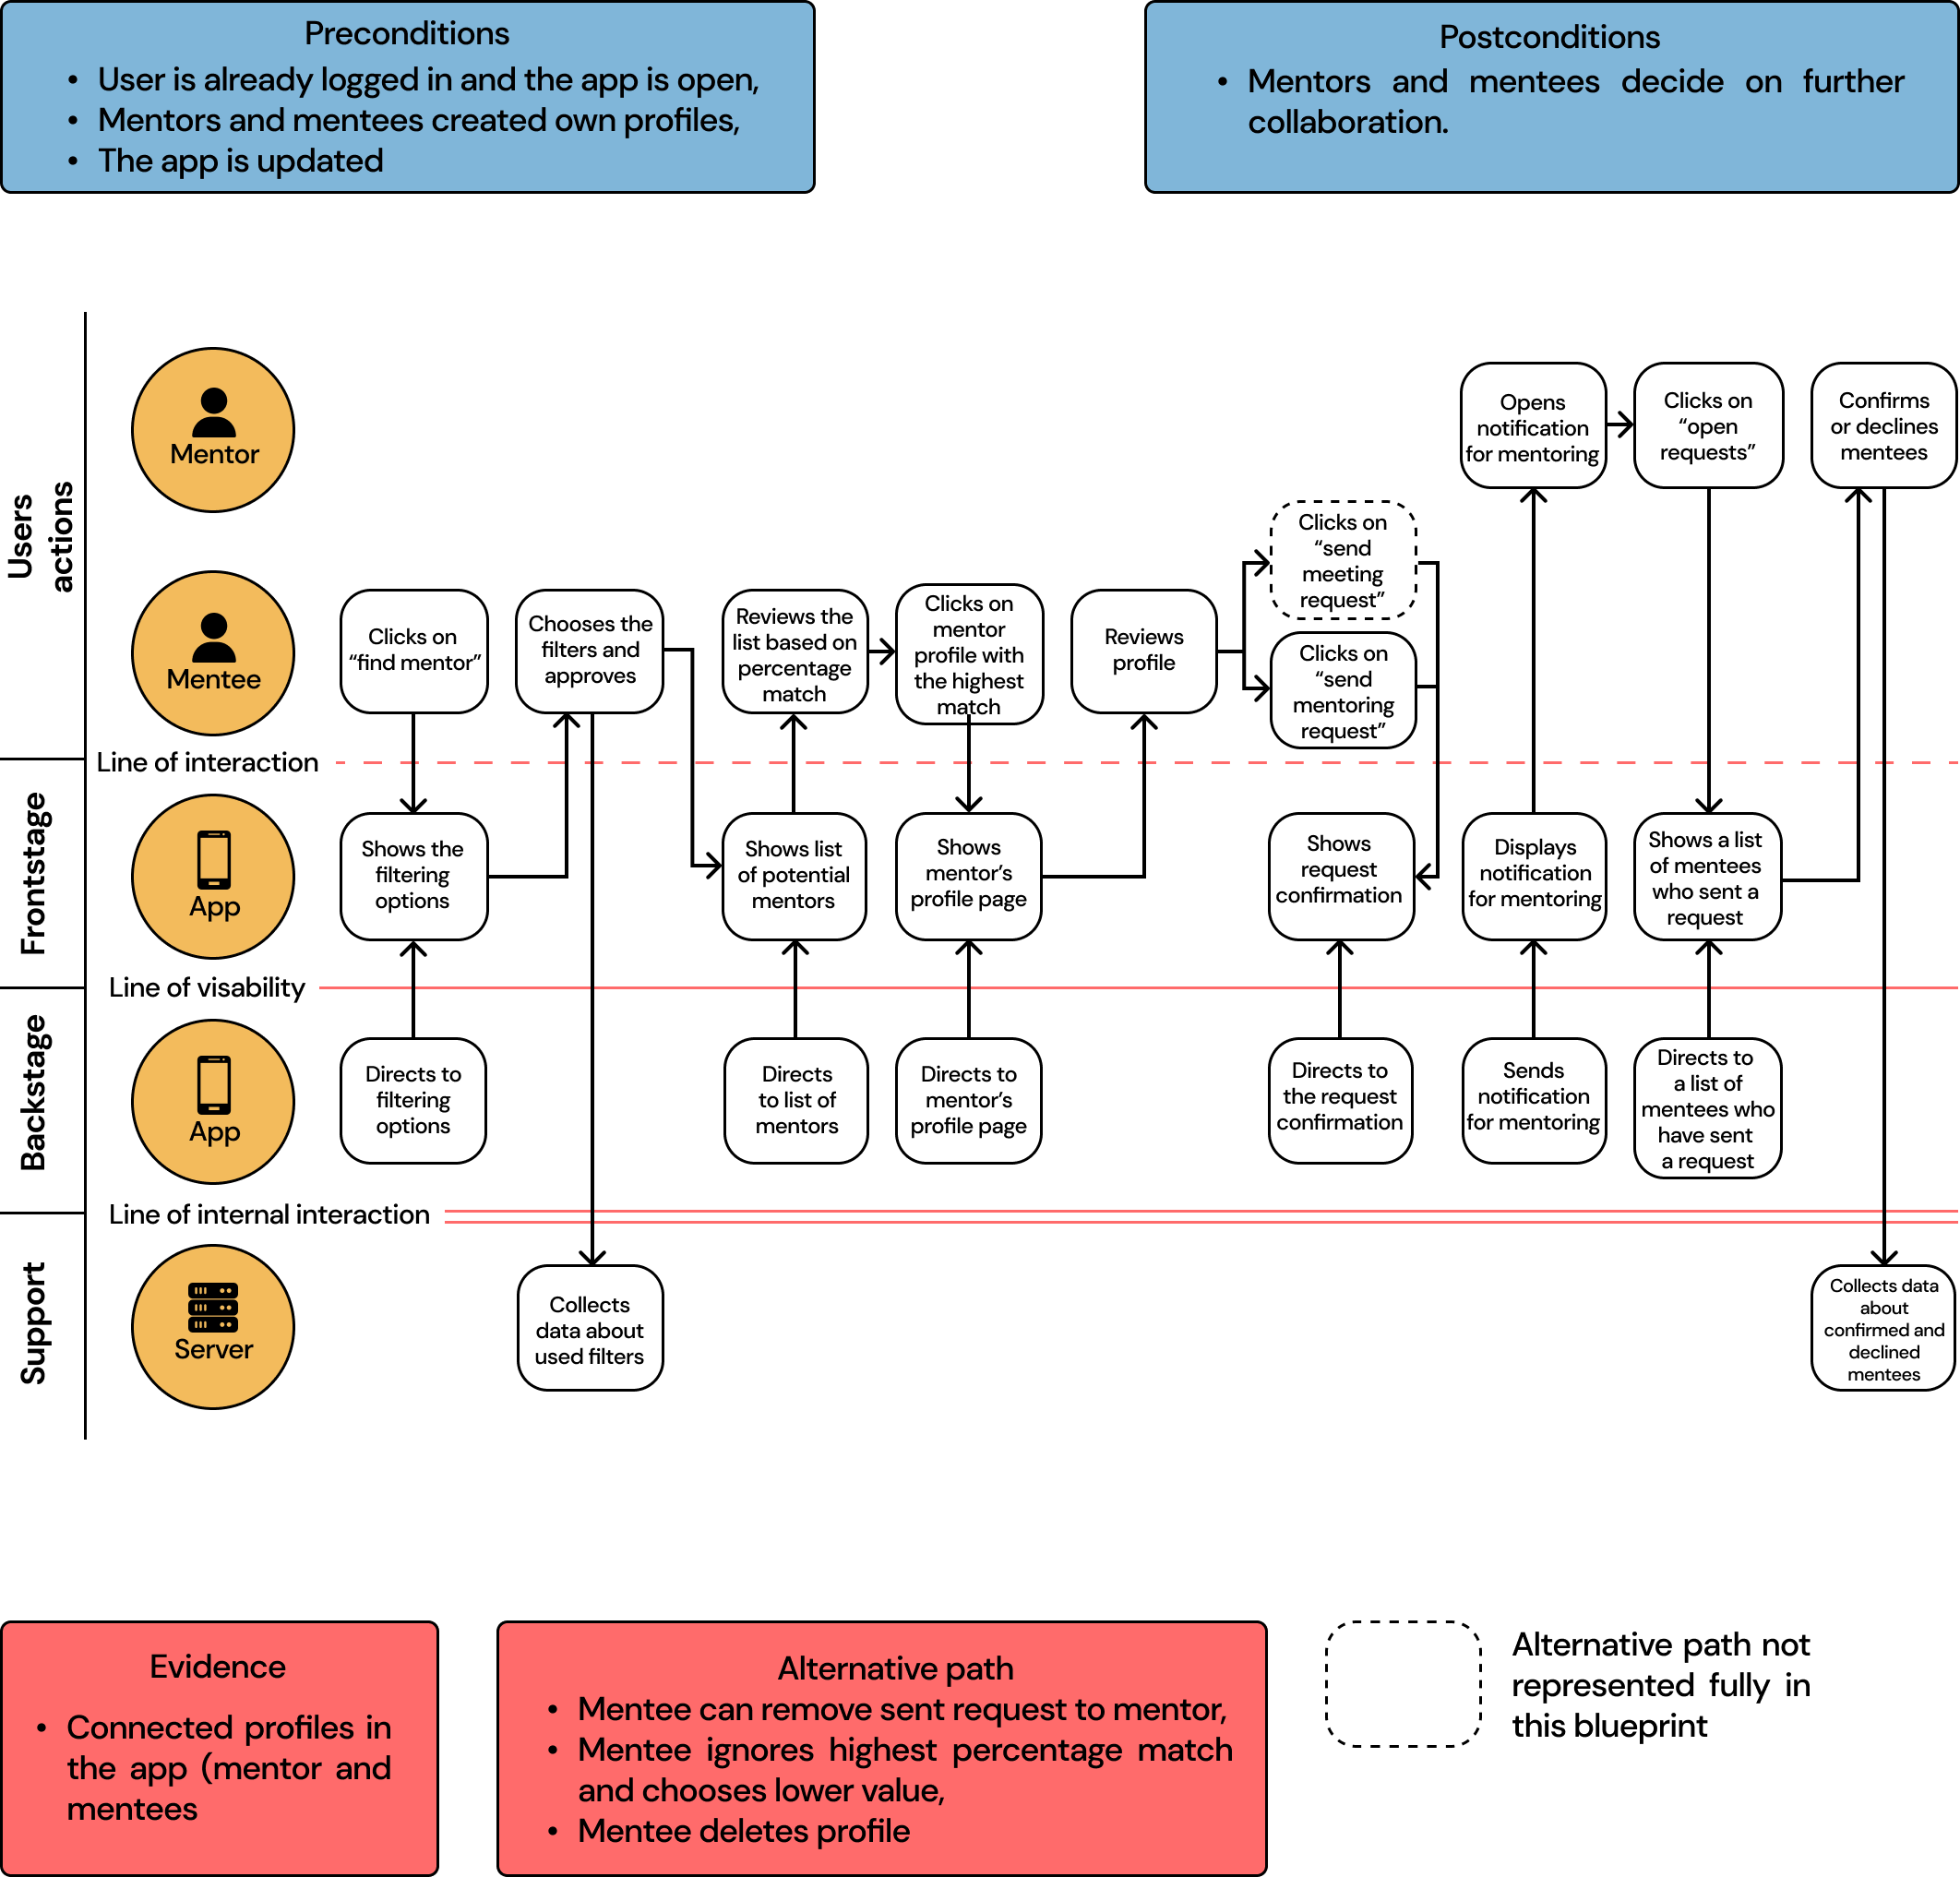 Preconditions
• User is already logged in and the app is open,
• Mentors and mentees created own profiles,
• The app is updated
Postconditions
• Mentors and mentees decide on further
collaboration.
Users
actions
Mentor
Opens
notification
for mentoring
Clicks on
“open
requests”
Confirms
or declines
mentees
Mentee
Clicks on
“find mentor”
Chooses the
filters and
approves
Reviews the
list based on
percentage
match
Clicks on
mentor
profile with
the highest
match
Reviews
profile
Clicks on
“send
meeting
request”
Clicks on
“send
mentoring
request”
Line of interaction
Frontstage
App
Shows the
filtering
options
Shows list
of potential
mentors
Shows
mentor’s
profile page
Shows
request
confirmation
Displays
notification
for mentoring
Shows a list
of mentees
who sent a
request
Line of visability
Backstage
App
Directs to
filtering
options
Directs
to list of
mentors
Directs to
mentor’s
profile page
Directs to
the request
confirmation
Sends
notification
for mentoring
Directs to
a list of
mentees who
have sent
a request
Line of internal interaction
Support
Server
Collects
data about
used filters
Collects data
about
confirmed and
declined
mentees
Evidence
• Connected profiles in
the app (mentor and
mentees
Alternative path
• Mentee can remove sent request to mentor,
• Mentee ignores highest percentage match
and chooses lower value,
• Mentee deletes profile
Alternative path not
represented fully in
this blueprint